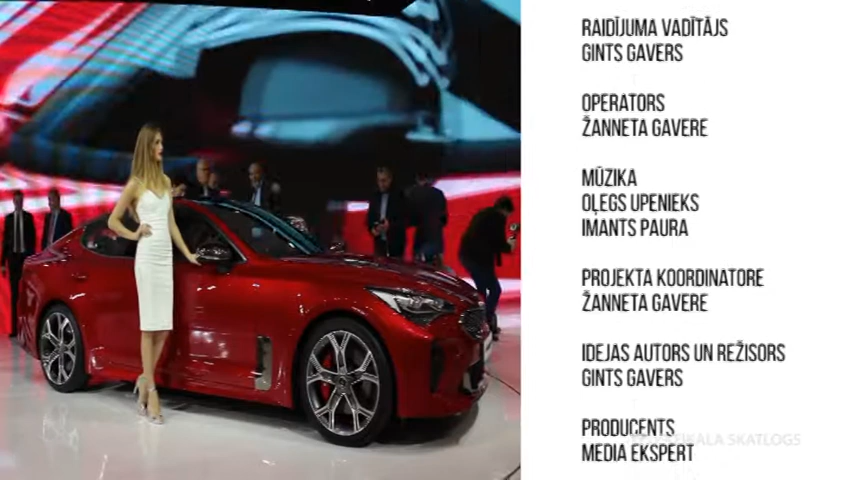 RAIDĪJUMA VADĪTĀJS
GINTS GAVERS
OPERATORS
ŽANNETA GAVERE
MŪZIKA
OĻEGS UPENIEKS
IMANTS PAURA
PROJEKTA KOORDINATORE
ŽANNETA GAVERE
IDEJAS AUTORS UN REŽISORS
GINTS GAVERS
PRODUCENTS
MEDIA EKSPERT
SKATLOGS